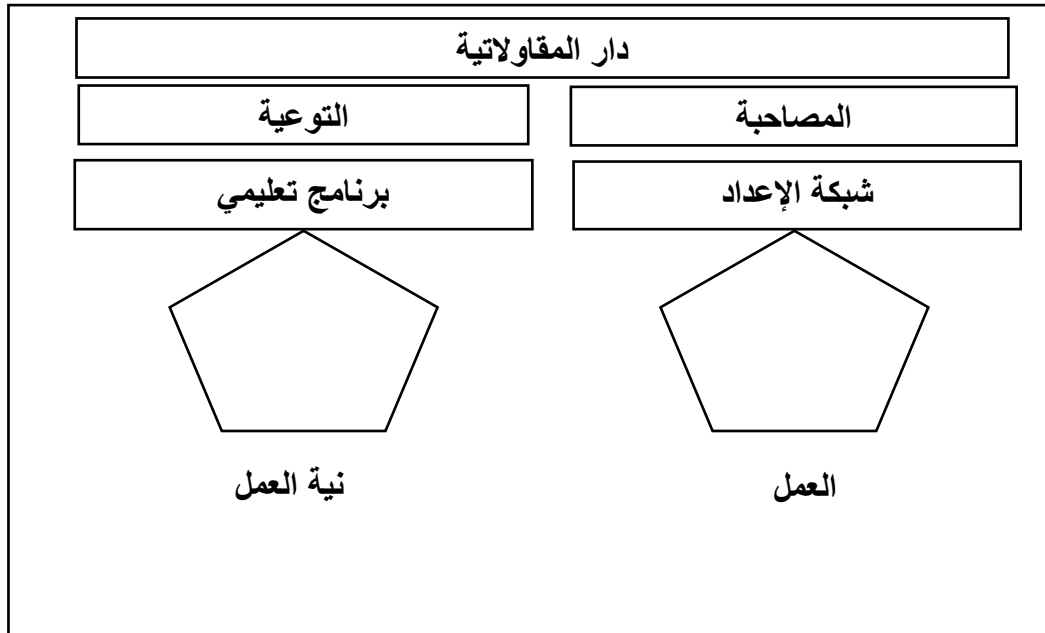 دار المقاولاتية
المصاحبة
التوعية
شبكة الإعداد
برنامج تعليمي
العمل
نية العمل